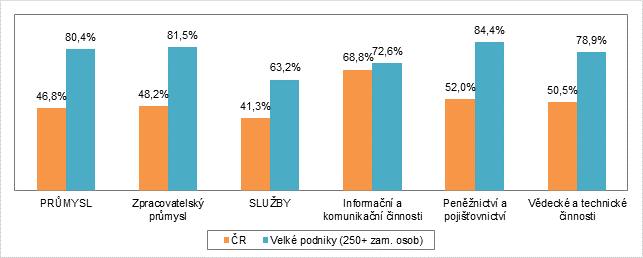 80,4%
81,5%
84,4%
78,9%
68,8%
72,6%
63,2%
46,8%
48,2%
41,3%
52,0%
50,5%
PRŮMYSL
Zpracovatelský
průmysl
SLUŽBY
Informační a
komunikační činnosti
Peněžnictví a
pojišťovnictví
Vědecké a technické
činnosti
ČR
Velké podniky (250+ zam. osob)